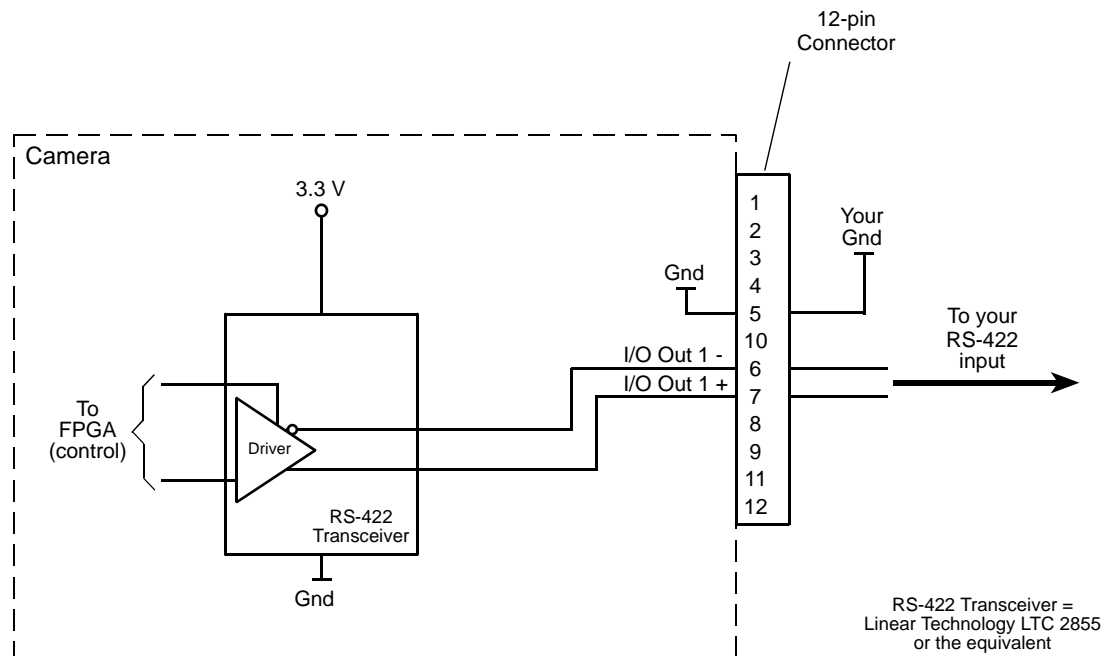 12-pin
Connector
Camera
3.3 V
1
2
3
4
5
10
6
7
8
9
11
12
Your
Gnd
Gnd
To your
RS-422
input
I/O Out 1 -
I/O Out 1 +
To
FPGA
(control)
Driver
RS-422
Transceiver
Gnd
RS-422 Transceiver =
Linear Technology LTC 2855
or the equivalent